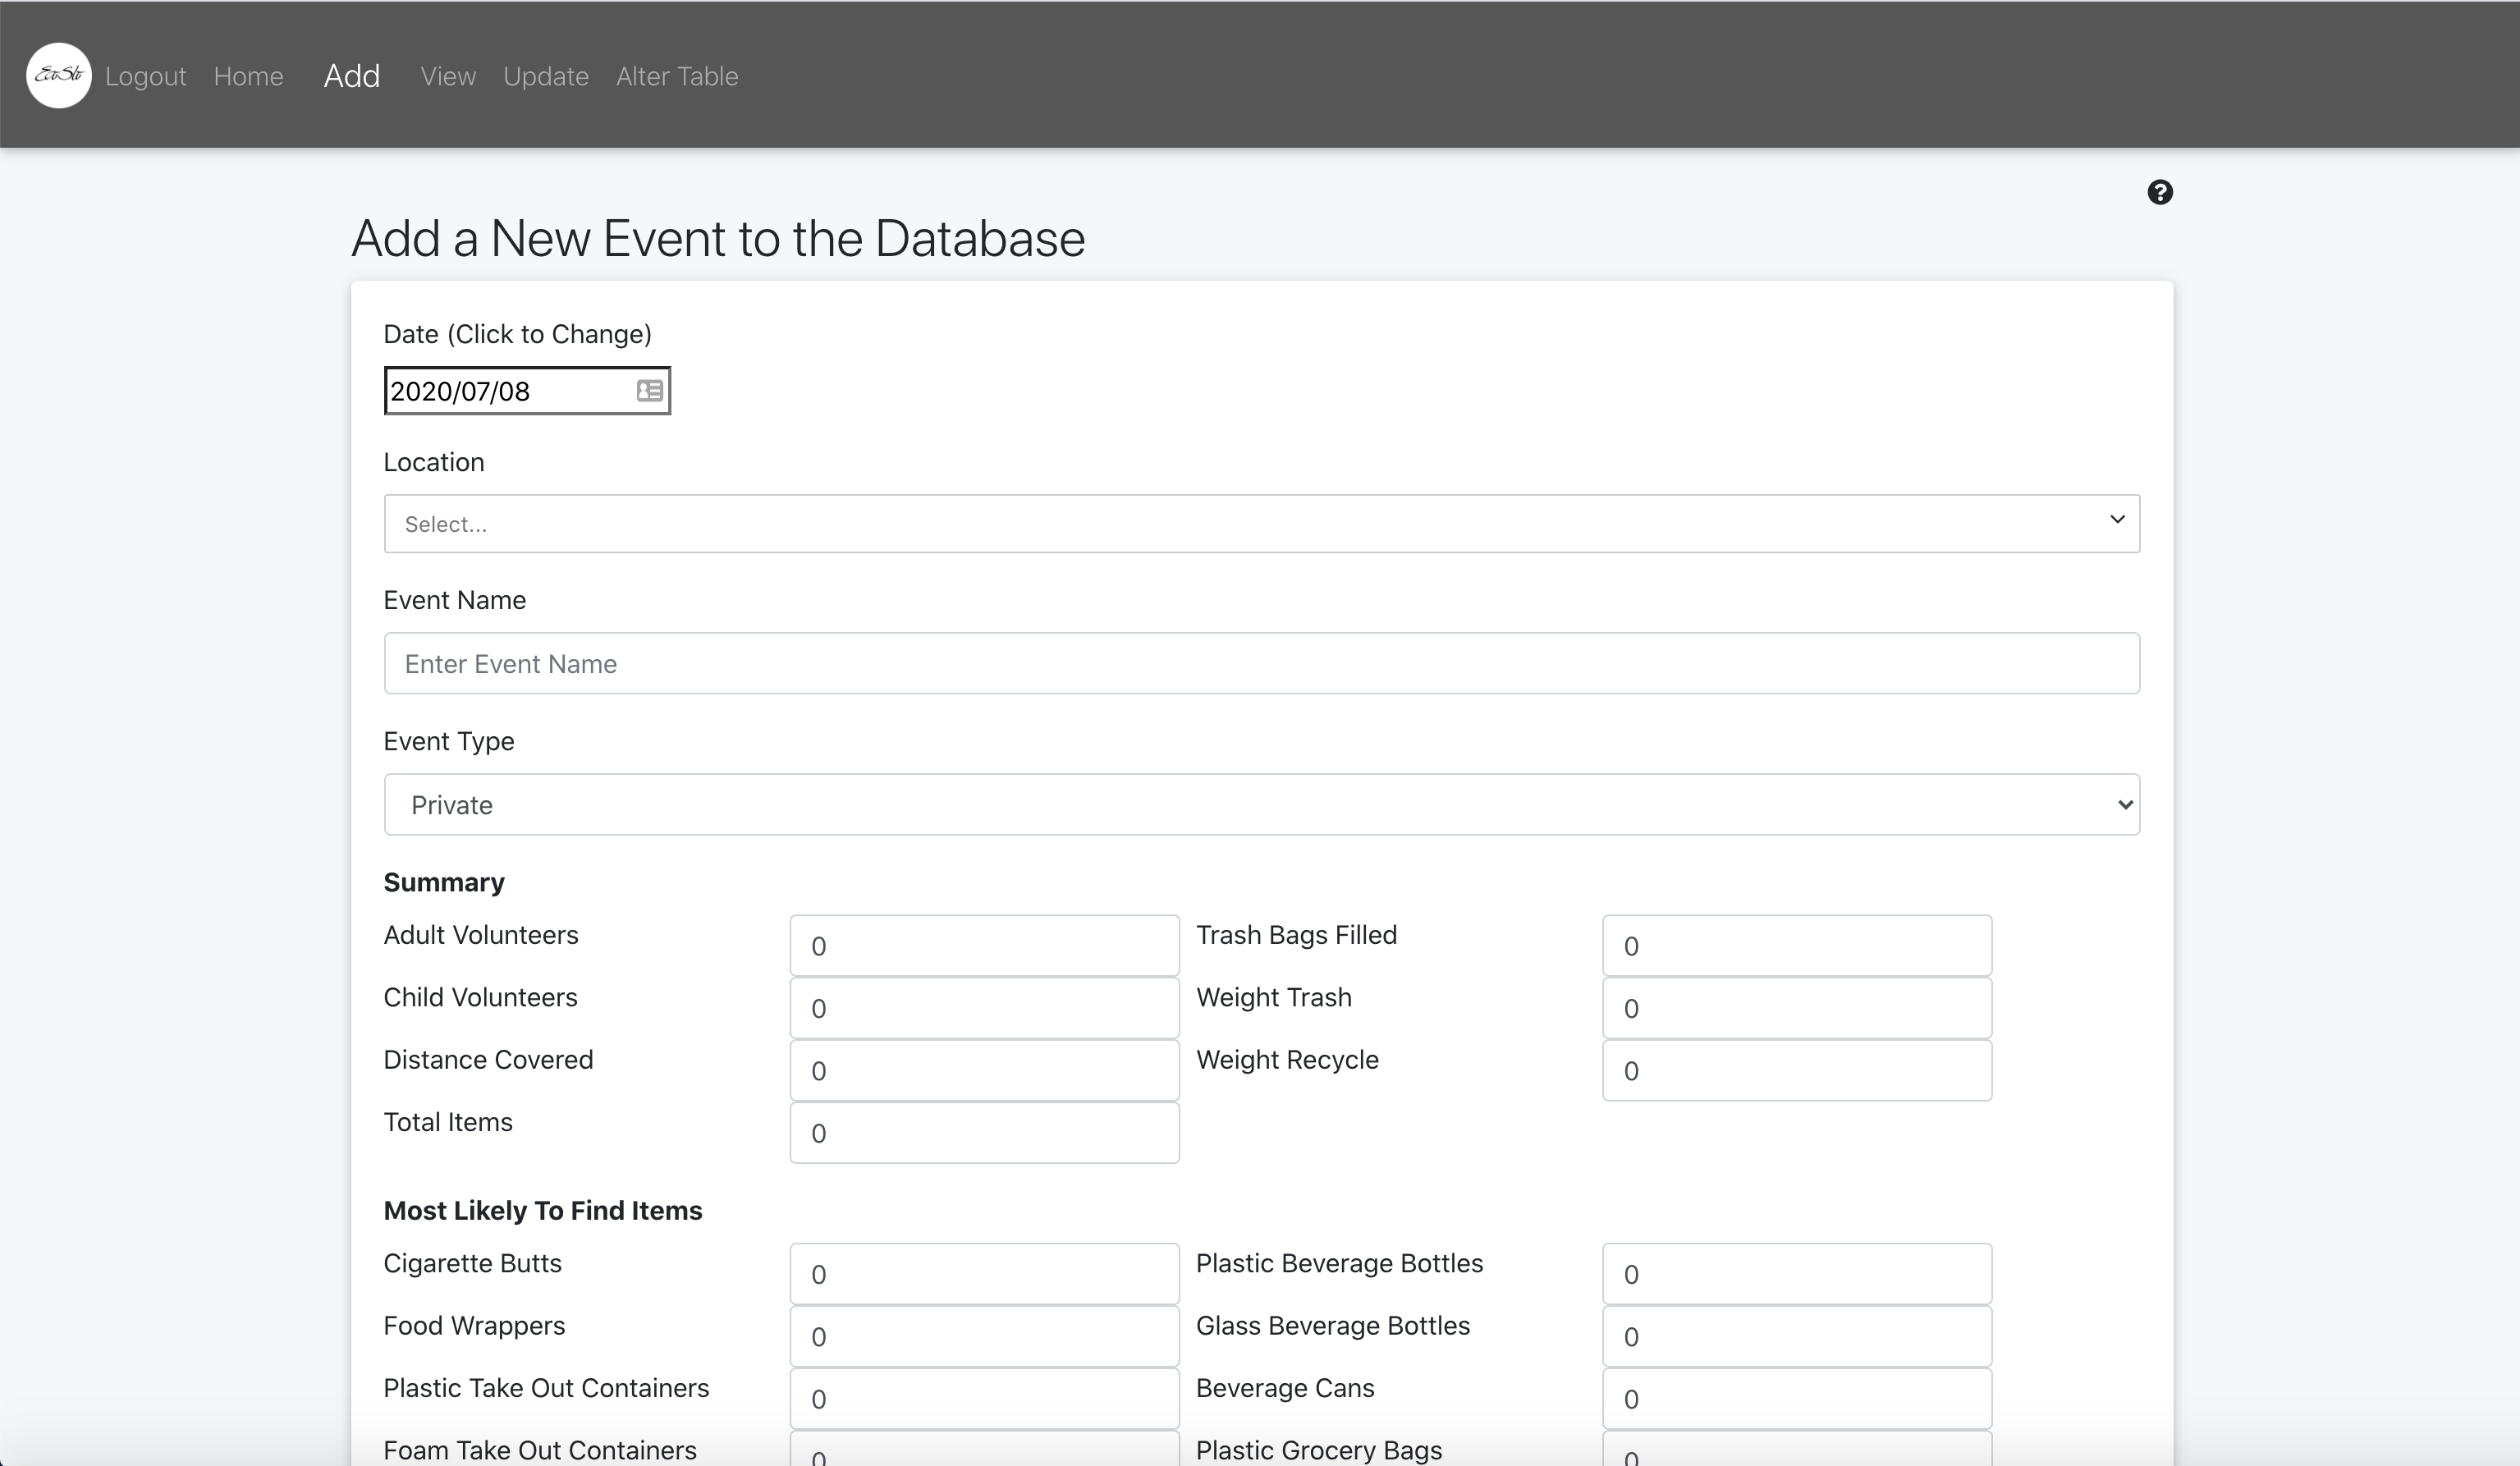 EcoSlo
Logout Home Add View Update Alter Table
Add a New Event to the Database
Date (Click to Change)
2020/07/08
Location
Select...
Event Name
Enter Event Name
Event Type
Private
Summary
Adult Volunteers 0 Trash Bags Filled 0
Child Volunteers 0 Weight Trash 0
Distance Covered 0 Weight Recycle 0
Total Items 0
Most Likely To Find Items
Cigarette Butts 0 Plastic Beverage Bottles 0
Food Wrappers 0 Glass Beverage Bottles 0
Plastic Take Out Containers 0 Beverage Cans 0
Foam Take Out Containers 0 Plastic Grocery Bags 0